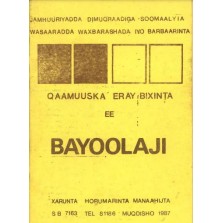 JAMHUURIYADDA DIMUQRAADIGA SOOMAALIYA
WASAARADDA WAXBARASHADA IYO BARBAARINTA
QAAMUUSKA ERAY-BIXINTA
EE
BAYOOLAJI
XARUNTA HORUMARINTA MANAAHIJTA
S B 7163 TEL 81166 MUQDISHO 1987